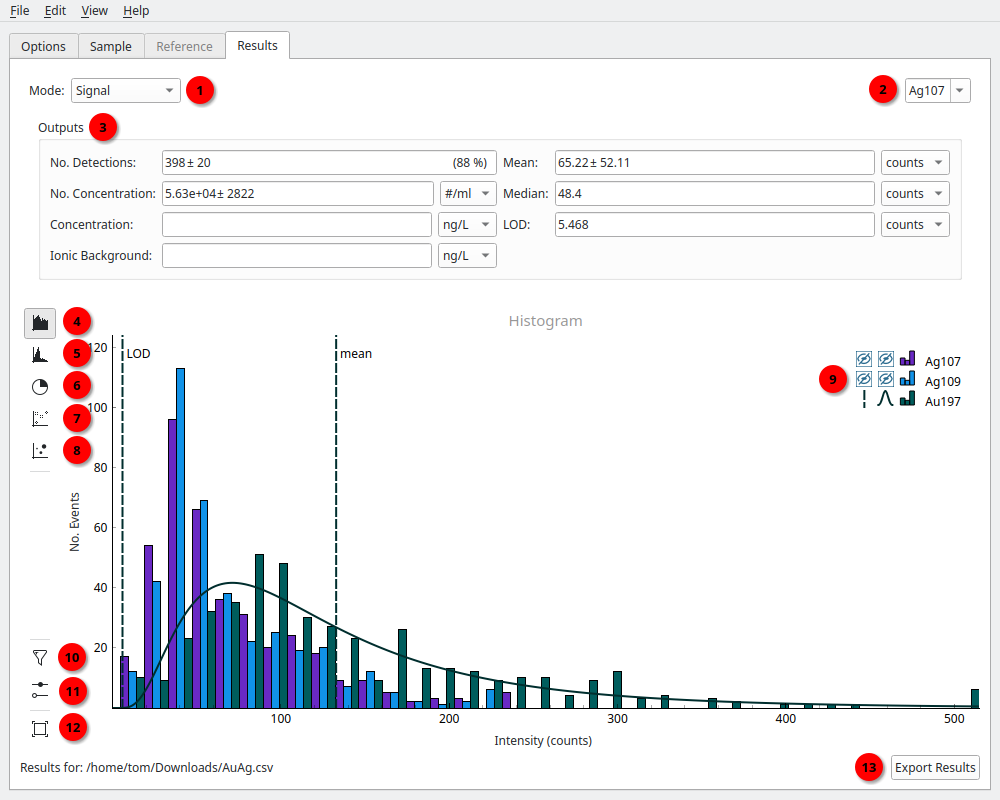 File Edit View Help
Options Sample Reference Results
Mode: Signal 1 2 Ag107
Outputs 3
No. Detections: 398± 20 (88 %) Mean: 65.22± 52.11 counts
No. Concentration: 5.63e+04± 2822 #/ml Median: 48.4 counts
Concentration: ng/L LOD: 5.468 counts
Ionic Background: ng/L
Histogram
4
5
6
7
8
120
100
80
60
40
20
No. Events
LOD
mean
9
Ag107
Ag109
Au197
10
11
12
100 200 300 400 500
Intensity (counts)
Results for: /home/tom/Downloads/AuAg.csv 13 Export Results